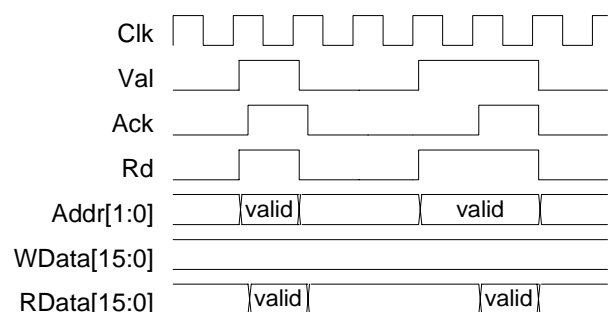 Clk
Val
Ack
Rd
Addr[1:0] valid valid
WData[15:0]
RData[15:0] valid valid